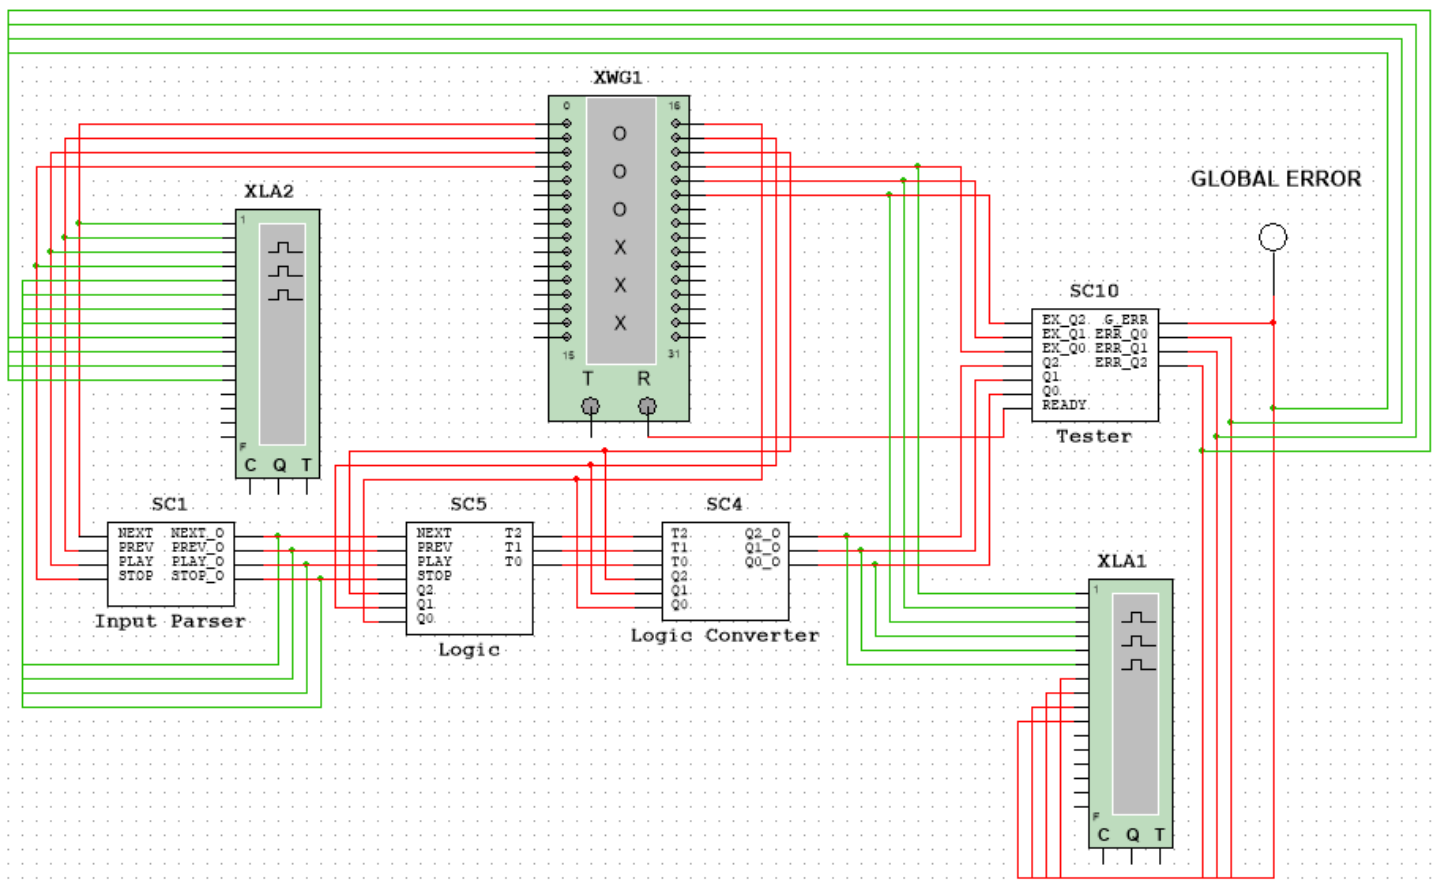 XWG1
0 16
O
O
O
X
X
X
15 31
T R
XLA2
1
F
C Q T
GLOBAL ERROR
SC10
EX_Q2 G_ERR
EX_Q1 ERR_Q0
EX_Q0 ERR_Q1
Q2 ERR_Q2
Q1
Q0
READY
Tester
SC1
NEXT NEXT_O
PREV PREV_O
PLAY PLAY_O
STOP STOP_O
Input Parser
SC5
NEXT T2
PREV T1
PLAY T0
STOP
Q2
Q1
Q0
Logic
SC4
T2 Q2_O
T1 Q1_O
T0 Q0_O
Q2
Q1
Q0
Logic Converter
XLA1
1
F
C Q T